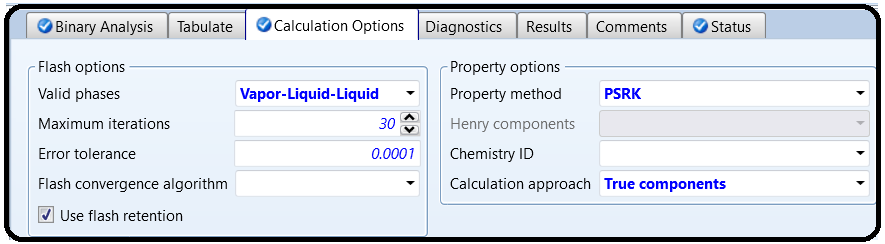 Binary Analysis Tabulate Calculation Options Diagnostics Results Comments Status
Flash options
Valid phases Vapor-Liquid-Liquid
Maximum iterations 30
Error tolerance 0.0001
Flash convergence algorithm
Use flash retention
Property options
Property method PSRK
Henry components
Chemistry ID
Calculation approach True components